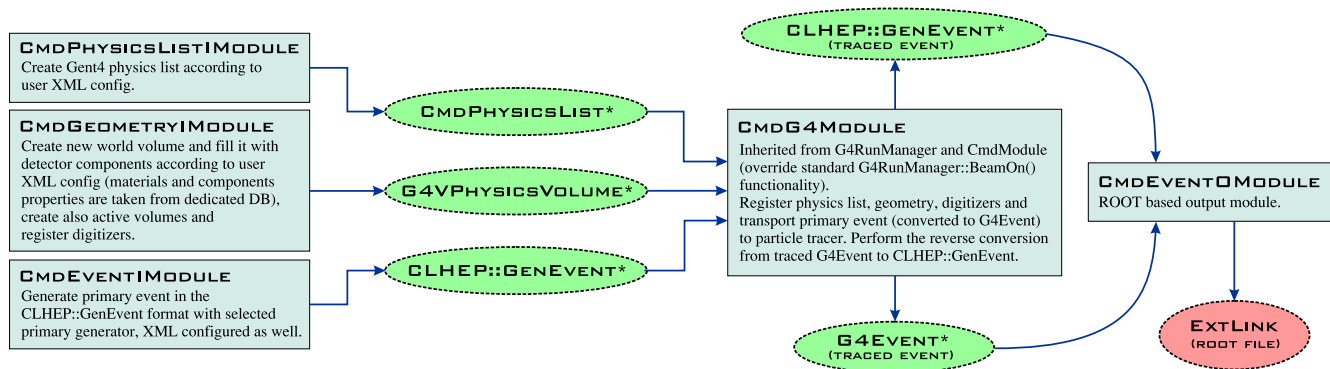 CmdPhysicsListIModule
Create Gent4 physics list according to
user XML config.
CmdGeometryIModule
Create new world volume and fill it with
detector components according to user
XML config (materials and components
properties are taken from dedicated DB),
create also active volumes and
register digitizers.
CmdEventIModule
Generate primary event in the
CLHEP::GenEvent format with selected
primary generator, XML configured as well.
CmdPhysicsList*
G4VPhysicsVolume*
CLHEP::GenEvent*
CLHEP::GenEvent*
(traced event)
CmdG4Module
Inherited from G4RunManager and CmdModule
(override standard G4RunManager::BeamOn()
functionality).
Register physics list, geometry, digitizers and
transport primary event (converted to G4Event)
to particle tracer. Perform the reverse conversion
from traced G4Event to CLHEP::GenEvent.
G4Event*
(traced event)
CmdEventOModule
ROOT based output module.
ExtLink
(ROOT file)